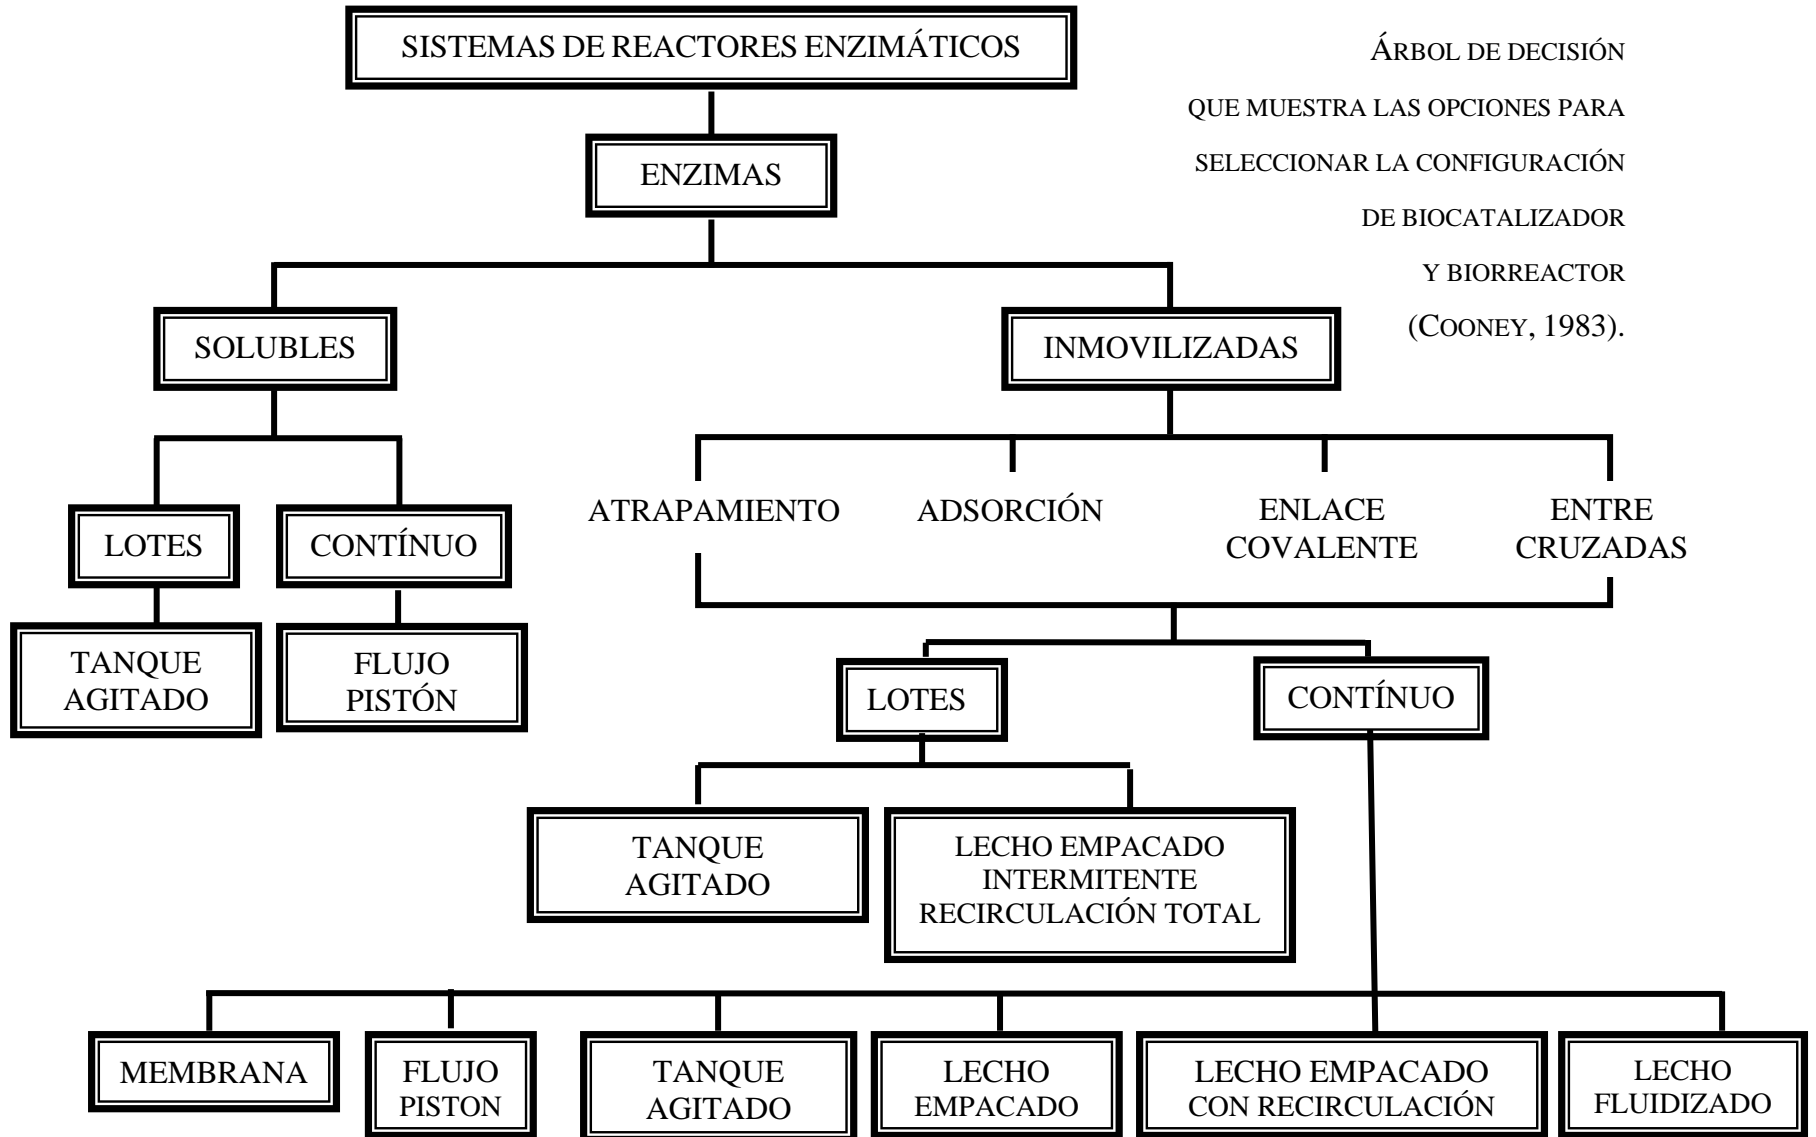 SISTEMAS DE REACTORES ENZIMÁTICOS
ÁRBOL DE DECISIÓN
QUE MUESTRA LAS OPCIONES PARA
SELECCIONAR LA CONFIGURACIÓN
DE BIOCATALIZADOR
Y BIORREACTOR
(COONEY, 1983).
ENZIMAS
SOLUBLES
INMOVILIZADAS
LOTES
CONTÍNUO
TANQUE
AGITADO
FLUJO
PISTÓN
ATRAPAMIENTO
ADSORCIÓN
ENLACE
COVALENTE
ENTRE
CRUZADAS
LOTES
CONTÍNUO
TANQUE
AGITADO
LECHO EMPACADO
INTERMITENTE
RECIRCULACIÓN TOTAL
MEMBRANA
FLUJO
PISTON
TANQUE
AGITADO
LECHO
EMPACADO
LECHO EMPACADO
CON RECIRCULACIÓN
LECHO
FLUIDIZADO